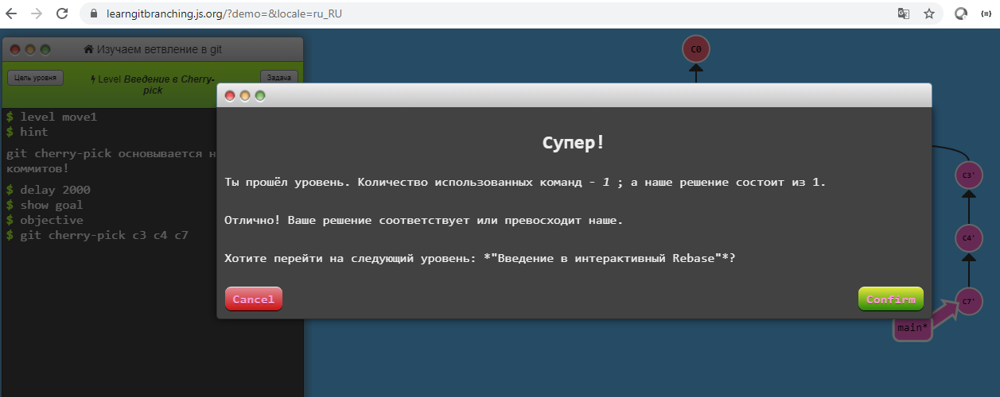 learngitbranching.js.org/?demo=&locale=ru_RU
Изучаем ветвление в git
Цель уровня
Level Введение в Cherry-
pick
Задача
$ level move1
$ hint
git cherry-pick основывается н
коммитов!
$ delay 2000
$ show goal
$ objective
$ git cherry-pick c3 c4 c7
C0
Супер!
Ты прошёл уровень. Количество использованных команд - 1 ; а наше решение состоит из 1.
Отлично! Ваше решение соответствует или превосходит наше.
Хотите перейти на следующий уровень: *"Введение в интерактивный Rebase"*?
Cancel
Confirm
C3'
C4'
C7'
main*